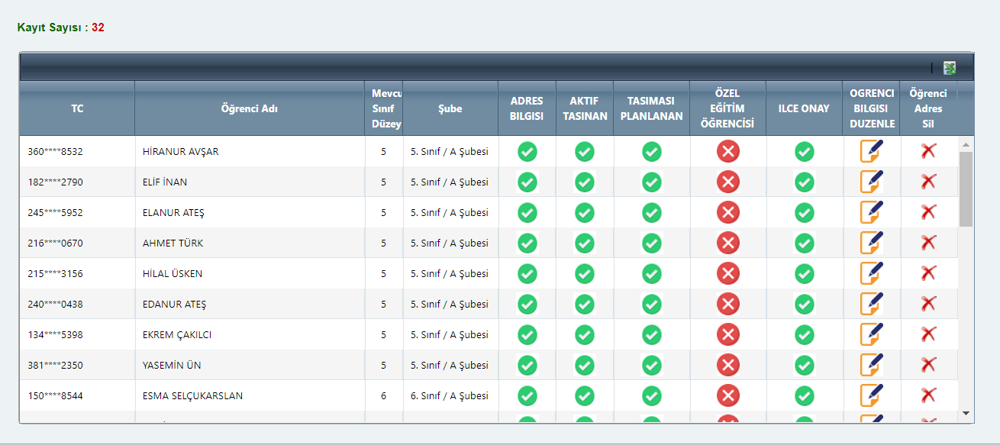 Kayıt Sayısı : 32
TC Öğrenci Adı Mevcu Sınıf Düzey Şube ADRES BILGISI AKTIF TASINAN TASIMASI PLANLANAN ÖZEL EĞİTİM ÖĞRENCİSİ ILCE ONAY OGRENCI BILGISI DUZENLE Öğrenci Adres Sil
360****8532 HİRANUR AVŞAR 5 5. Sınıf / A Şubesi
182****2790 ELİF İNAN 5 5. Sınıf / A Şubesi
245****5952 ELANUR ATEŞ 5 5. Sınıf / A Şubesi
216****0670 AHMET TÜRK 5 5. Sınıf / A Şubesi
215****3156 HİLAL ÜSKEN 5 5. Sınıf / A Şubesi
240****0438 EDANUR ATEŞ 5 5. Sınıf / A Şubesi
134****5398 EKREM ÇAKILCI 5 5. Sınıf / A Şubesi
381****2350 YASEMİN ÜN 5 5. Sınıf / A Şubesi
150****8544 ESMA SELÇUKARSLAN 6 6. Sınıf / A Şubesi